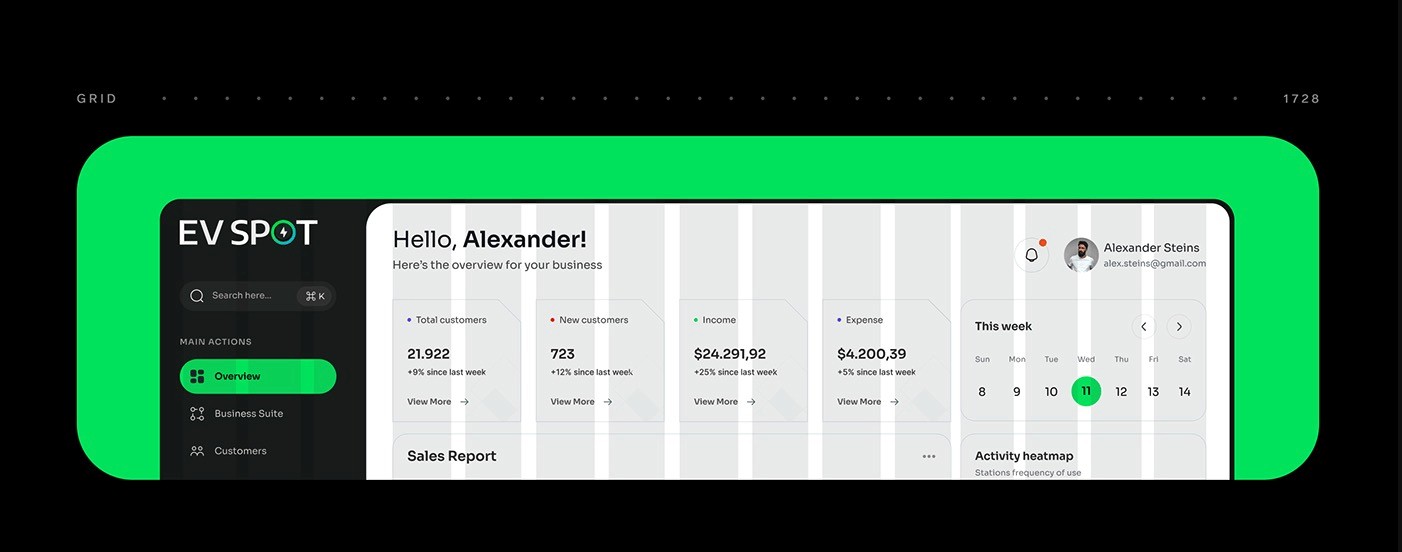 GRID
1728
EV SPOT
Search here...
⌘ K
MAIN ACTIONS
Overview
Business Suite
Customers
Hello, Alexander!
Here's the overview for your business
Alexander Steins
alex.steins@gmail.com
Total customers
21.922
+9% since last week
View More →
New customers
723
+12% since last week
View More →
Income
$24.291,92
+25% since last week
View More →
Expense
$4.200,39
+5% since last week
View More →
This week
Sun Mon Tue Wed Thu Fri Sat
8 9 10 11 12 13 14
Sales Report
Activity heatmap
Stations frequency of use